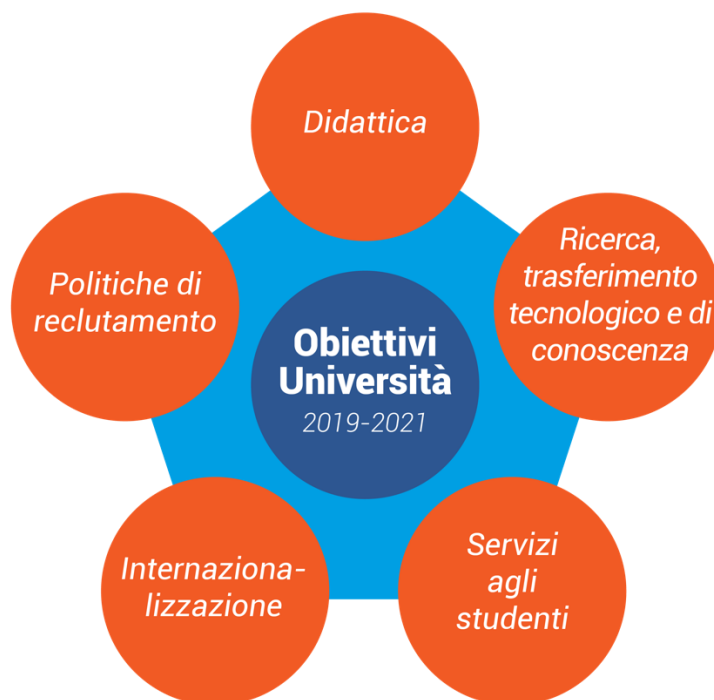 Didattica
Ricerca,
trasferimento
tecnologico e di
conoscenza
Politiche di
reclutamento
Obiettivi
Università
2019-2021
Internaziona-
lizzazione
Servizi
agli
studenti